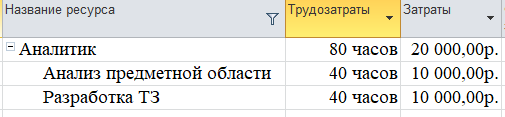 Название ресурса Трудозатраты Затраты
Аналитик 80 часов 20 000,00р.
Анализ предметной области 40 часов 10 000,00р.
Разработка ТЗ 40 часов 10 000,00р.